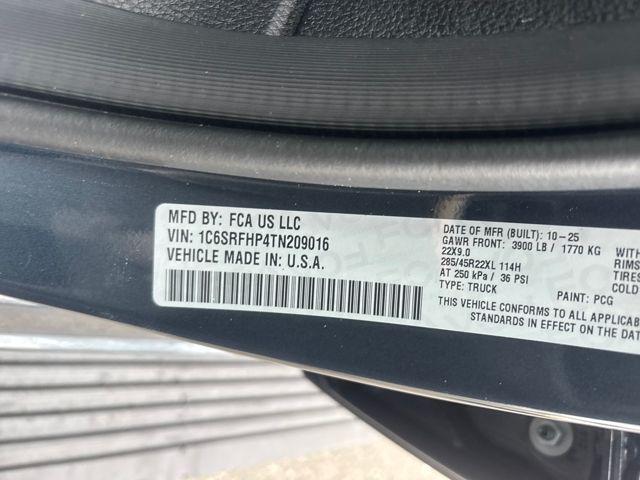 MFD BY: FCA US LLC
VIN: 1C6SRFHP4TN209016
VEHICLE MADE IN: U.S.A.
DATE OF MFR (BUILT): 10-25
GAWR FRONT: 3900 LB / 1770 KG WITH
22X9.0 RIMS
285/45R22XL 114H TIRES
AT 250 kPa / 36 PSI COLD
TYPE: TRUCK PAINT: PCG
THIS VEHICLE CONFORMS TO ALL APPLICAB
STANDARDS IN EFFECT ON THE DAT